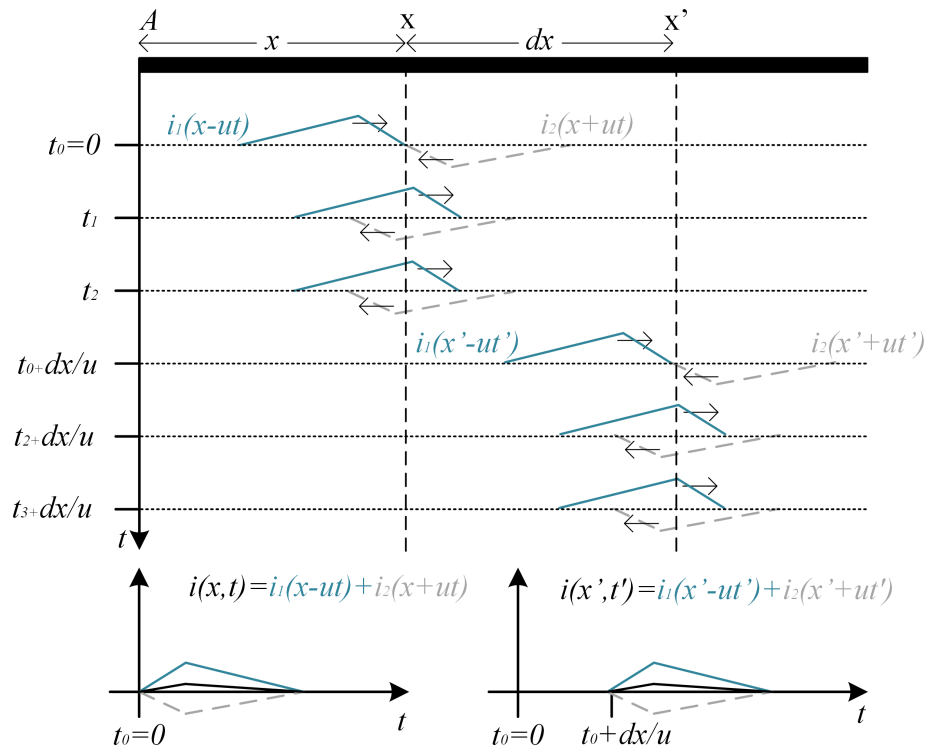 A x x'
x dx
i₁(x-ut) i₂(x+ut)
t₀=0
t₁
t₂
i₁(x'-ut') i₂(x'+ut')
t₀+dx/u
t₂+dx/u
t₃+dx/u
t
i(x,t)=i₁(x-ut)+i₂(x+ut) i(x',t')=i₁(x'-ut')+i₂(x'+ut')
t t
t₀=0 t₀=0 t₀+dx/u